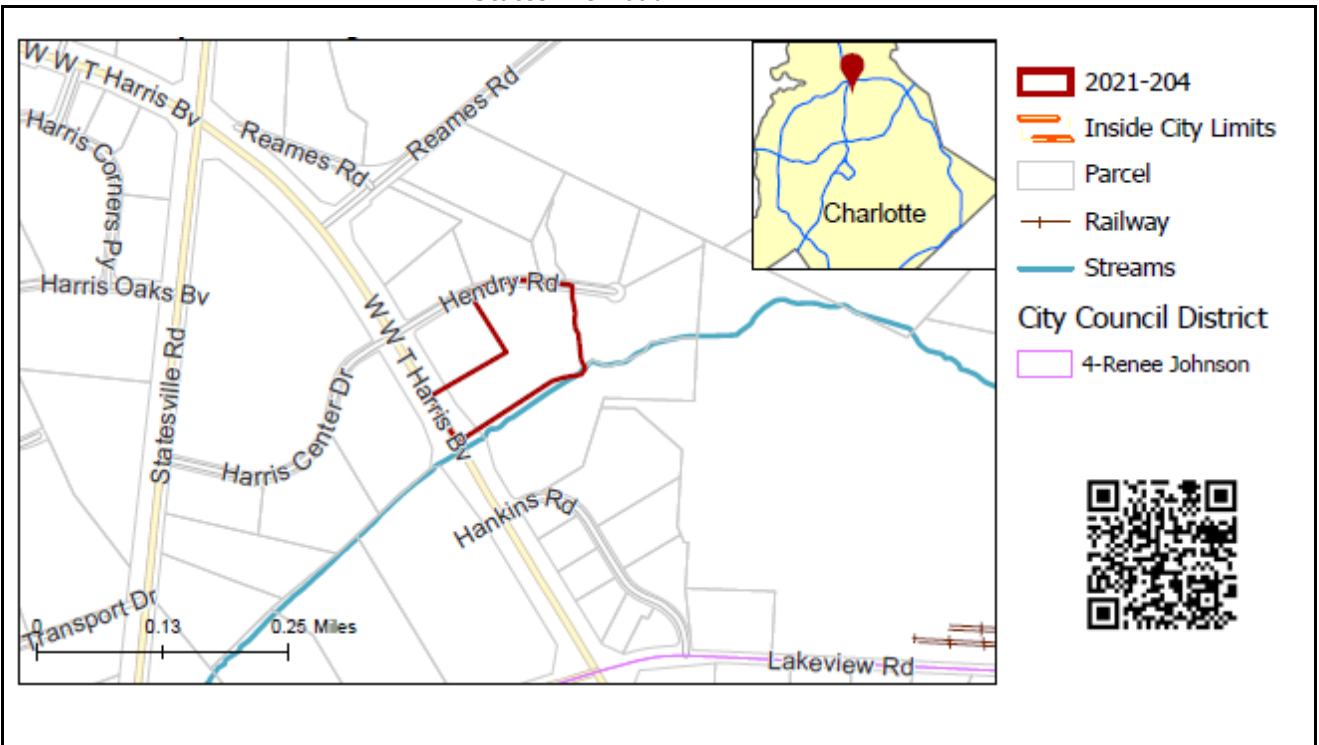 W W T Harris Bv
Reames Rd
Reames Rd
Harris Corners Py
Harris Oaks Bv
Statesville Rd
Hendry Rd
W W T Harris Bv
Harris Center Dr
Hankins Rd
Transport Dr
Lakeview Rd
0
0.13
0.25 Miles
Charlotte
2021-204
Inside City Limits
Parcel
Railway
Streams
City Council District
4-Renee Johnson